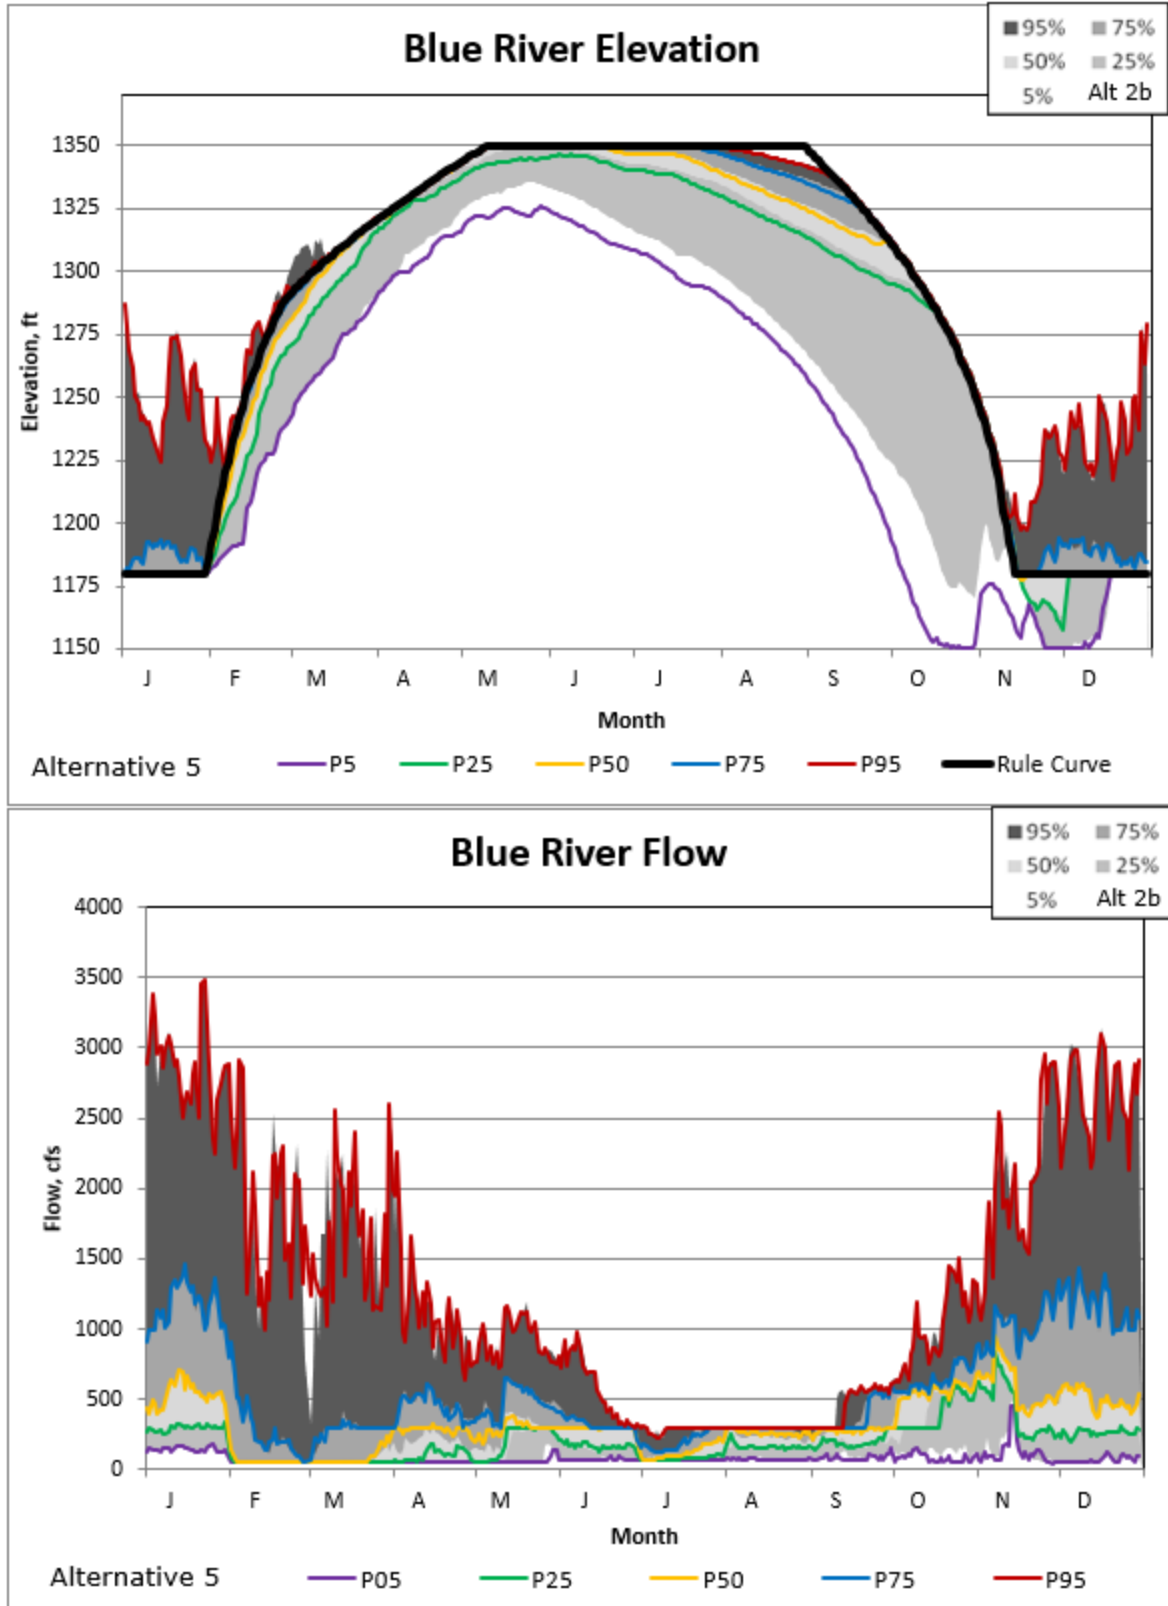 Blue River Elevation
95% 75%
50% 25%
5% Alt 2b
1350
1325
1300
1275
1250
1225
1200
1175
1150
Elevation, ft
J F M A M J J A S O N D
Month
Alternative 5 P5 P25 P50 P75 P95 Rule Curve
Blue River Flow
95% 75%
50% 25%
5% Alt 2b
4000
3500
3000
2500
2000
1500
1000
500
0
Flow, cfs
J F M A M J J A S O N D
Month
Alternative 5 P05 P25 P50 P75 P95